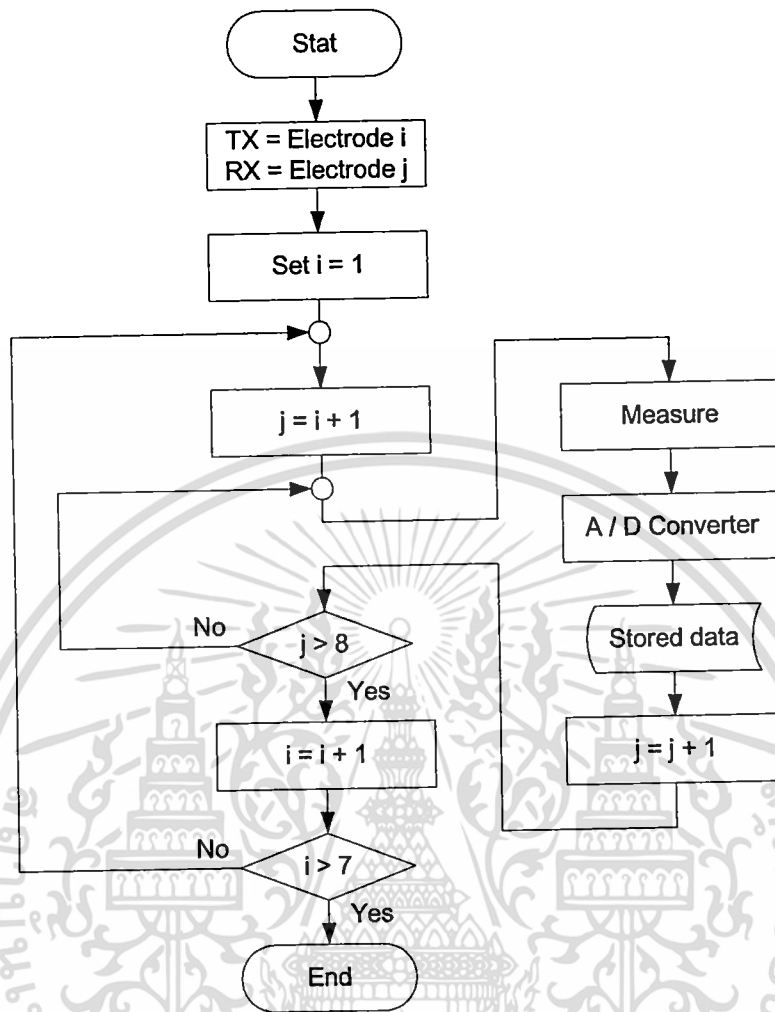 Stat
TX = Electrode i
RX = Electrode j
Set i = 1
j = i + 1
Measure
A / D Converter
Stored data
j = j + 1
j > 8
No
Yes
i = i + 1
i > 7
No
Yes
End